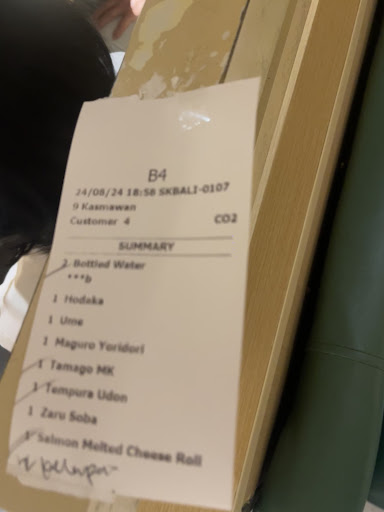 B4
24/08/24 18:58 SKBALI-0107
9 Kasmawan
Customer 4 CO2
SUMMARY
2 Bottled Water
***b
1 Hodaka
1 Ume
1 Maguro Yoridori
1 Tamago MK
1 Tempura Udon
1 Zaru Soba
1 Salmon Melted Cheese Roll